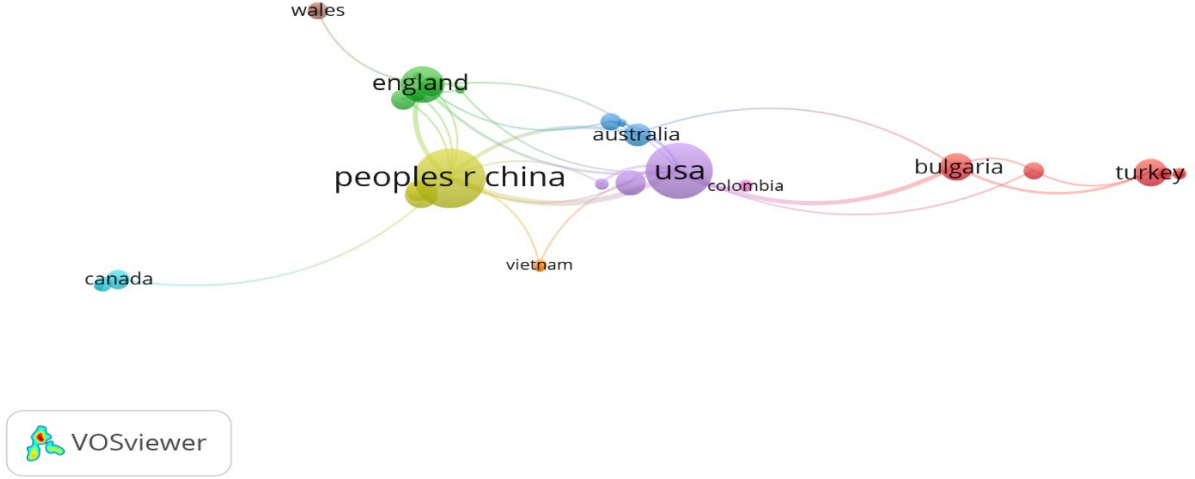 wales
england
australia
peoples r china
usa
colombia
bulgaria
turkey
vietnam
canada
VOSviewer